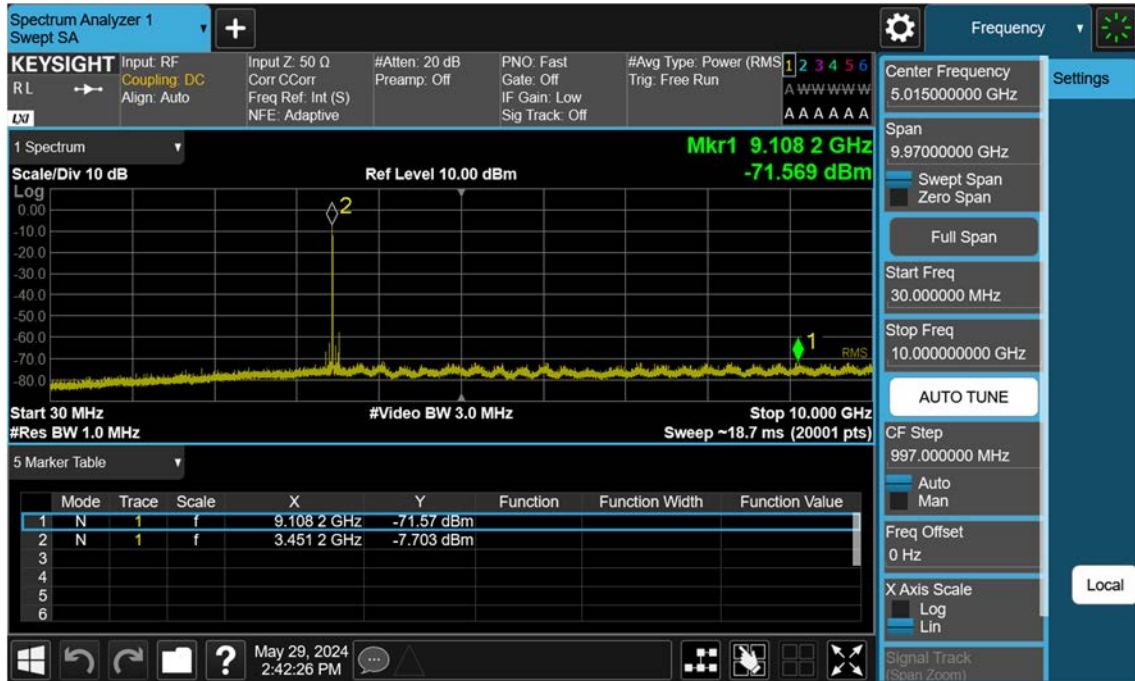 Spectrum Analyzer 1
Swept SA
Frequency
KEYSIGHT
R L
LXI
Input: RF
Coupling: DC
Align: Auto
Input Z: 50 Ω
Corr CCorr
Freq Ref: Int (S)
NFE: Adaptive
#Atten: 20 dB
Preamp: Off
PNO: Fast
Gate: Off
IF Gain: Low
Sig Track: Off
#Avg Type: Power (RMS
Trig: Free Run
1 2 3 4 5 6
A W W W W W
A A A A A A
1 Spectrum
Scale/Div 10 dB
Ref Level 10.00 dBm
Mkr1 9.108 2 GHz
-71.569 dBm
Log
0.00
-10.0
-20.0
-30.0
-40.0
-50.0
-60.0
-70.0
-80.0
2
1
RMS
Start 30 MHz
#Video BW 3.0 MHz
Stop 10.000 GHz
#Res BW 1.0 MHz
Sweep ~18.7 ms (20001 pts)
5 Marker Table
Mode Trace Scale X Y Function Function Width Function Value
1 N 1 f 9.108 2 GHz -71.57 dBm
2 N 1 f 3.451 2 GHz -7.703 dBm
3
4
5
6
May 29, 2024
2:42:26 PM
Center Frequency
5.015000000 GHz
Span
9.97000000 GHz
Swept Span
Zero Span
Full Span
Start Freq
30.000000 MHz
Stop Freq
10.000000000 GHz
AUTO TUNE
CF Step
997.000000 MHz
Auto
Man
Freq Offset
0 Hz
X Axis Scale
Log
Lin
Signal Track
(Span Zoom)
Settings
Local